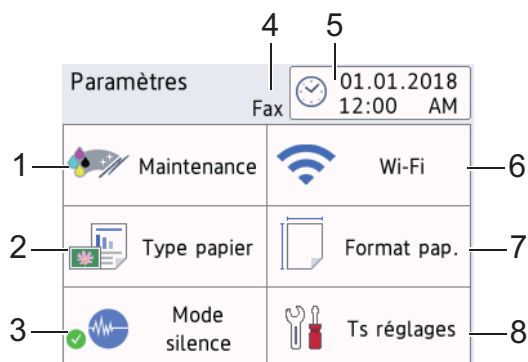 4 5
Paramètres
Fax
01.01.2018
12:00 AM
1 Maintenance
Wi-Fi 6
2 Type papier
Format pap. 7
3 Mode
silence
Ts réglages 8